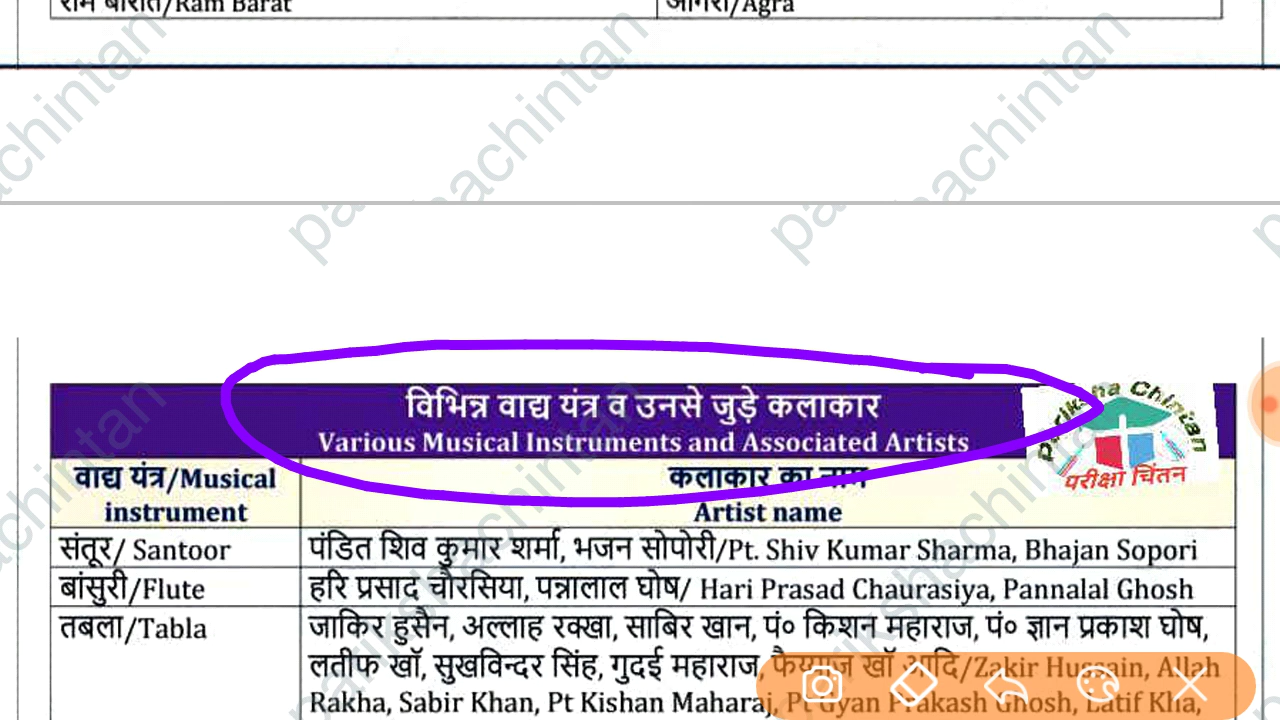 राम बारात/Ram Barat
आगरा/Agra
विभिन्न वाद्य यंत्र व उनसे जुड़े कलाकार
Various Musical Instruments and Associated Artists
Pariksha Chintan
परीक्षा चिंतन
वाद्य यंत्र/Musical
instrument
कलाकार का नाम
Artist name
संतूर/ Santoor
पंडित शिव कुमार शर्मा, भजन सोपोरी/Pt. Shiv Kumar Sharma, Bhajan Sopori
बांसुरी/Flute
हरि प्रसाद चौरसिया, पन्नालाल घोष/ Hari Prasad Chaurasiya, Pannalal Ghosh
तबला/Tabla
जाकिर हुसैन, अल्लाह रक्खा, साबिर खान, पं० किशन महाराज, पं० ज्ञान प्रकाश घोष,
लतीफ खाँ, सुखविन्दर सिंह, गुदई महाराज, फैय्याज खाँ आदि/Zakir Hussain, Allah
Rakha, Sabir Khan, Pt Kishan Maharaj, Pt Gyan Prakash Ghosh, Latif Kha,
parikshachintan